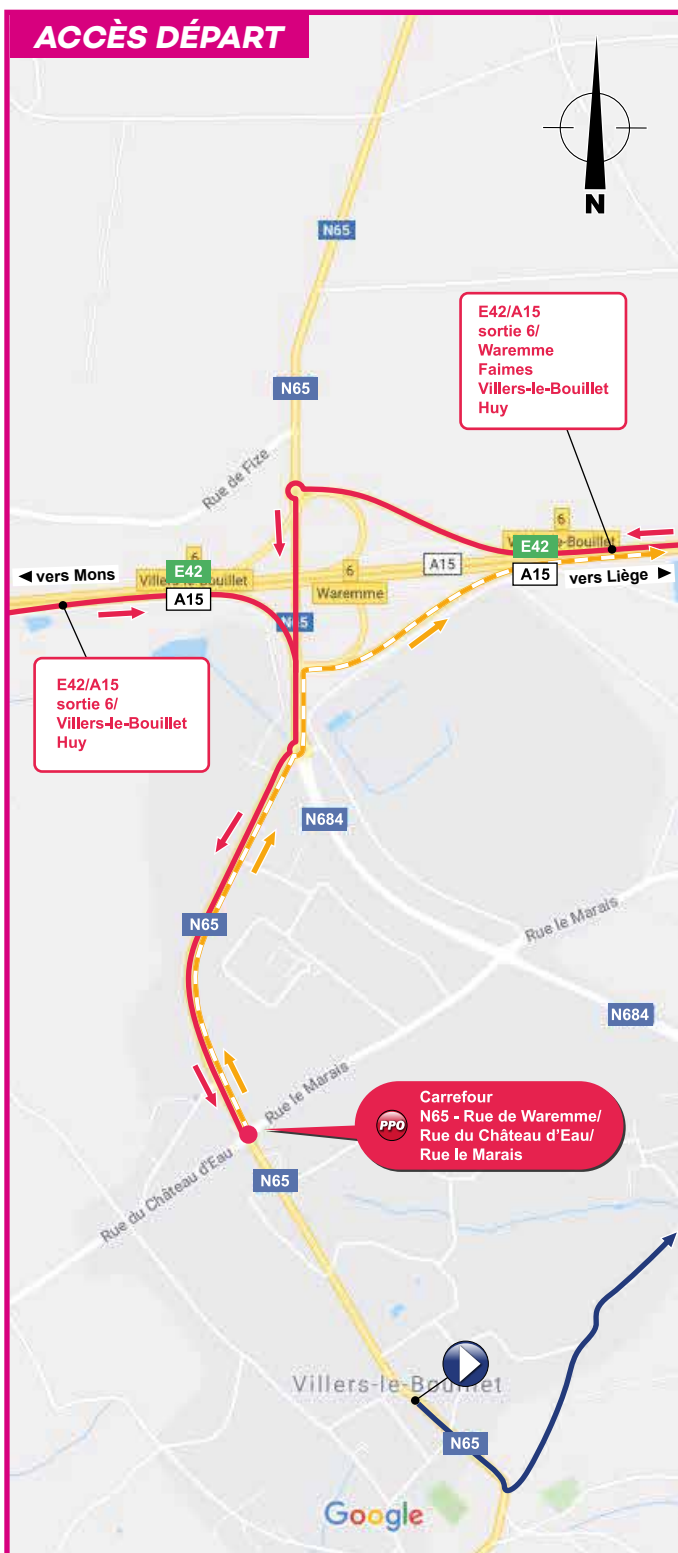 ACCÈS DÉPART
N
N65
E42/A15
sortie 6/
Waremme
Faimes
Villers-le-Bouillet
Huy
N65
Rue de Fize
6
-Bouillet
6
E42
A15
6
Waremme
E42
A15
A15
◄ vers Mons
vers Liège ►
E42/A15
sortie 6/
Villers-le-Bouillet
Huy
N684
N65
Rue le Marais
N684
Rue le Marais
Carrefour
PPO
N65 - Rue de Waremme/
Rue du Château d'Eau/
Rue le Marais
Rue du Château d'Eau
N65
Villers-le-Bouillet
N65
Google